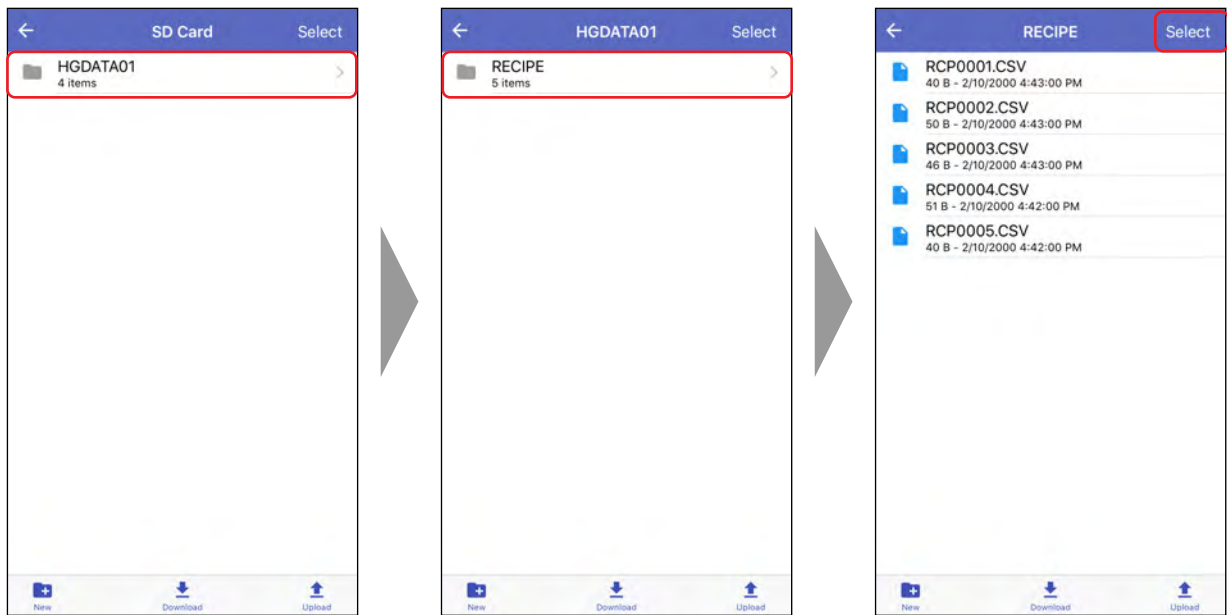 SD Card
Select
HGDATA01
4 items
New
Download
Upload
HGDATA01
Select
RECIPE
5 items
New
Download
Upload
RECIPE
Select
RCP0001.CSV
40 B - 2/10/2000 4:43:00 PM
RCP0002.CSV
50 B - 2/10/2000 4:43:00 PM
RCP0003.CSV
46 B - 2/10/2000 4:43:00 PM
RCP0004.CSV
51 B - 2/10/2000 4:42:00 PM
RCP0005.CSV
40 B - 2/10/2000 4:42:00 PM
New
Download
Upload